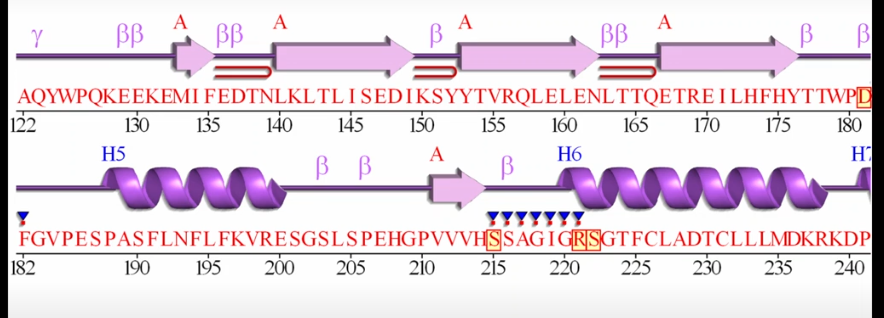 γ ββ A ββ A β A ββ A β β
AQYWPQKEEKEMIFEDTNLKLTLISEDIKSYYTVRQLELENLTTQETREILHFHYTTWPD
122 130 135 140 145 150 155 160 165 170 175 180
H5 β β A β H6 H7
FGVPESPASFLNFLFKVRESGSLSPEHGPVVVHSSAGIGRSGTFCLADTCLLLMDKRKDP
182 190 195 200 205 210 215 220 225 230 235 240